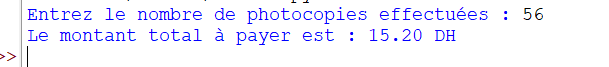 Entrez le nombre de photocopies effectuées : 56
Le montant total à payer est : 15.20 DH
>>